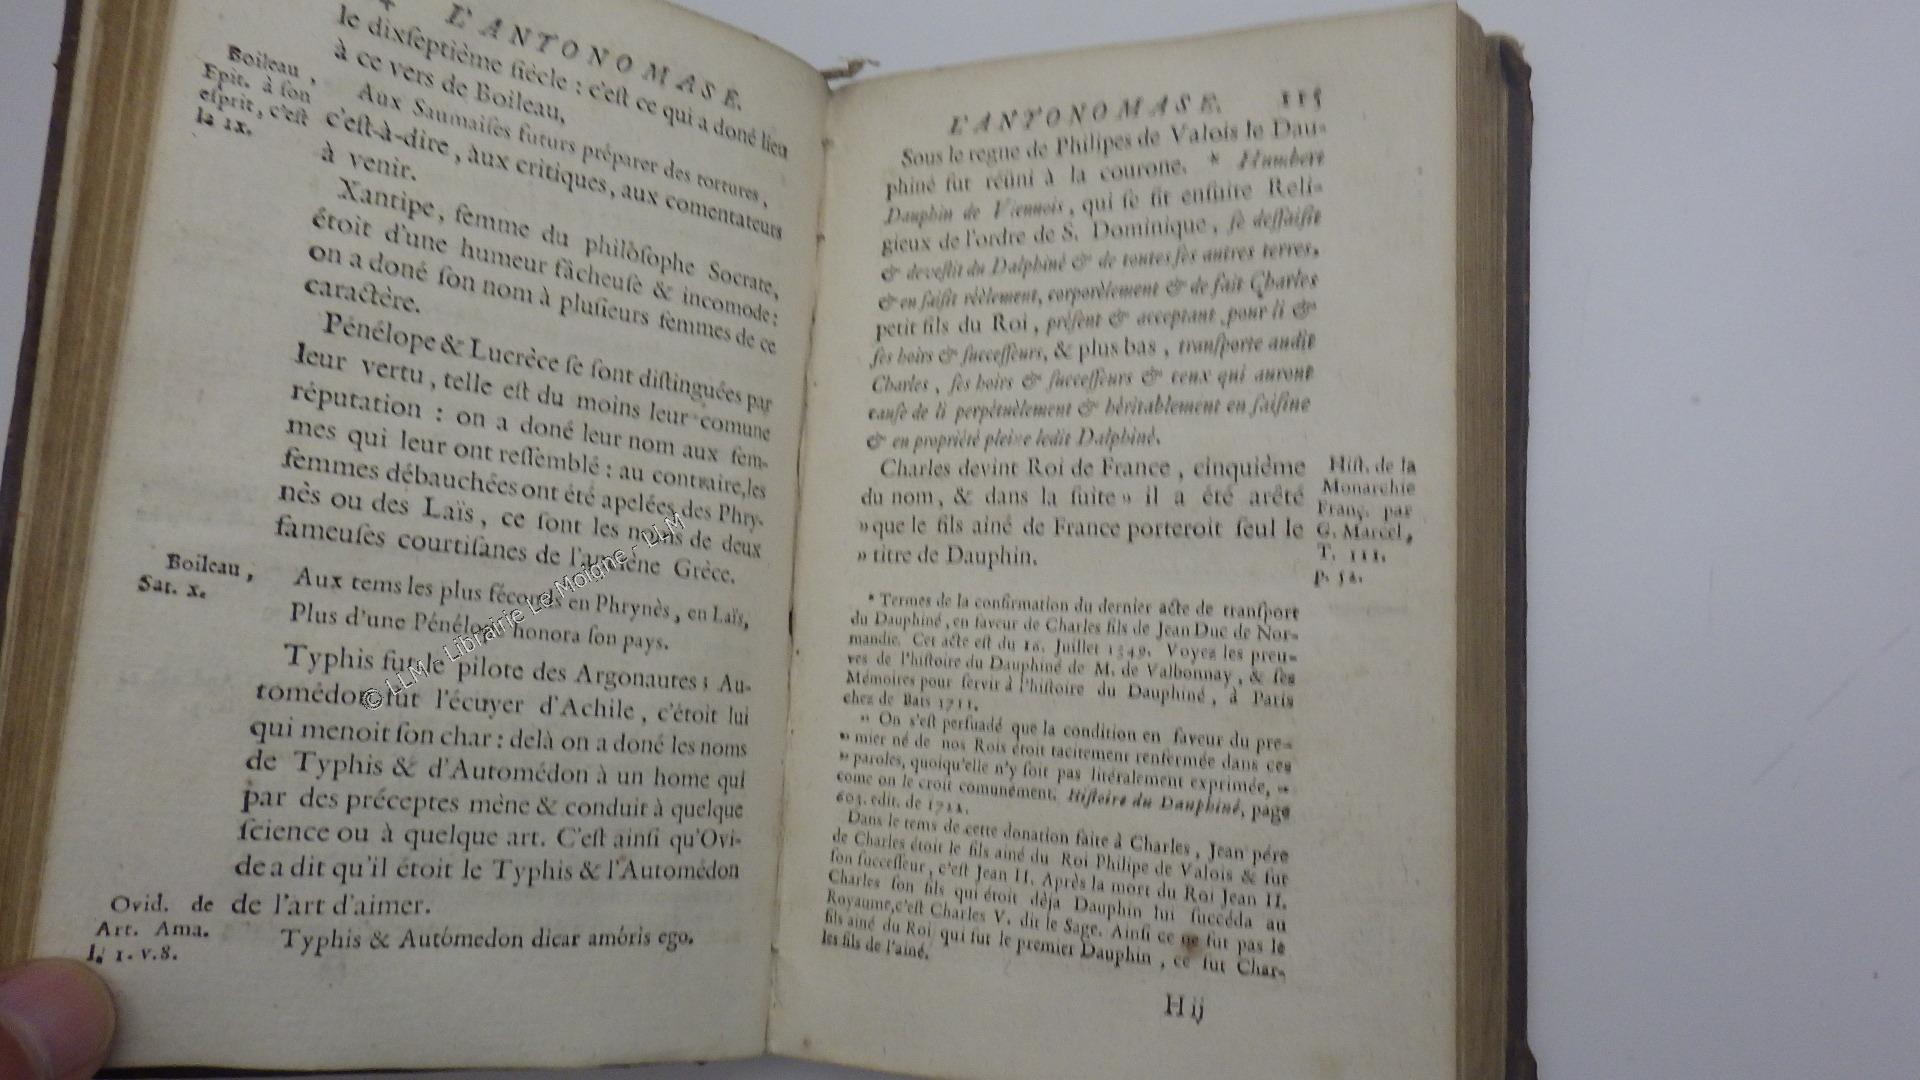 L'ANTONOMASE.
le dixſeptième ſiècle : c'eſt ce qui a doné lieu
à ce vers de Boileau,
Boileau,
Epit. à ſon
eſprit, c'eſt
la IX.
Aux Saumaiſes futurs préparer des tortures,
c'eſt-à-dire, aux critiques, aux comentateurs
à venir.
Xantipe, femme du philòſophe Socrate,
étoit d'une humeur fâcheuſe & incomode :
on a doné ſon nom à pluſieurs femmes de ce
caractère.
Pénélope & Lucrèce ſe ſont diſtinguées par
leur vertu, telle eſt du moins leur comune
réputation : on a doné leur nom aux fem-
mes qui leur ont reſſemblé : au contraire, les
femmes débauchées ont été apelées des Phry-
nès ou des Laïs, ce ſont les noms de deux
fameuſes courtiſanes de l'anciène Grèce.
Boileau,
Sat. X.
Aux tems les plus féconds en Phrynès, en Laïs,
Plus d'une Pénélope honora ſon pays.
Typhis fut le pilote des Argonautes ; Au-
tomédon fut l'écuyer d'Achile, c'étoit lui
qui menoit ſon char : delà on a doné les noms
de Typhis & d'Automédon à un home qui
par des préceptes mène & conduit à quelque
ſcience ou à quelque art. C'eſt ainſi qu'Ovi-
de a dit qu'il étoit le Typhis & l'Automédon
de l'art d'aimer.
Ovid. de
Art. Ama.
l. 1. v. 8.
Typhis & Autómedon dicar amóris ego.
© LLM - Librairie Le Moigne - LLM
L'ANTONOMASE. 115
Sous le regne de Philipes de Valois le Dau-
phiné fut réüni à la courone. * Humbert
Dauphin de Viennois, qui ſe fit enſuite Reli-
gieux de l'ordre de S. Dominique, ſe deſſaiſit
& deveſtit du Dalphiné & de toutes ſes autres terres,
& en ſaiſit réèlement, corporèlement & de fait Charles
petit fils du Roi, préſent & acceptant pour li &
ſes hoirs & ſucceſſeurs, & plus bas, tranſporte audit
Charles, ſes hoirs & ſucceſſeurs & ceux qui auront
cauſe de li perpétuèlement & héritablement en ſaiſine
& en propriété pleine ledit Dalphiné.
Charles devint Roi de France, cinquième
du nom, & dans la ſuite » il a été arêté
» que le fils ainé de France porteroit ſeul le
» titre de Dauphin.
Hiſt. de la
Monarchie
Franç. par
G. Marcel,
T. III.
p. 52.
* Termes de la confirmation du dernier acte de tranſport
du Dauphiné, en faveur de Charles fils de Jean Duc de Nor-
mandie. Cet acte eſt du 16. Juillet 1349. Voyez les preu-
ves de l'hiſtoire du Dauphiné de M. de Valbonnay, & ſes
Mémoires pour ſervir à l'hiſtoire du Dauphiné, à Paris
chez de Bats 1711.
» On s'eſt perſuadé que la condition en faveur du pre-
» mier né de nos Rois étoit tacitement renfermée dans ces
» paroles, quoiqu'elle n'y ſoit pas litéralement exprimée, »
come on le croit comunément. Hiſtoire du Dauphiné, page
603. edit. de 1722.
Dans le tems de cette donation faite à Charles, Jean pére
de Charles étoit le fils ainé du Roi Philipe de Valois & fut
ſon ſucceſſeur, c'eſt Jean II. Après la mort du Roi Jean II.
Charles ſon fils qui étoit dèja Dauphin lui ſuccéda au
Royaume, c'eſt Charles V. dit le Sage. Ainſi ce ne fut pas le
fils ainé du Roi qui fut le premier Dauphin, ce fut Char-
les fils de l'ainé.
H ij